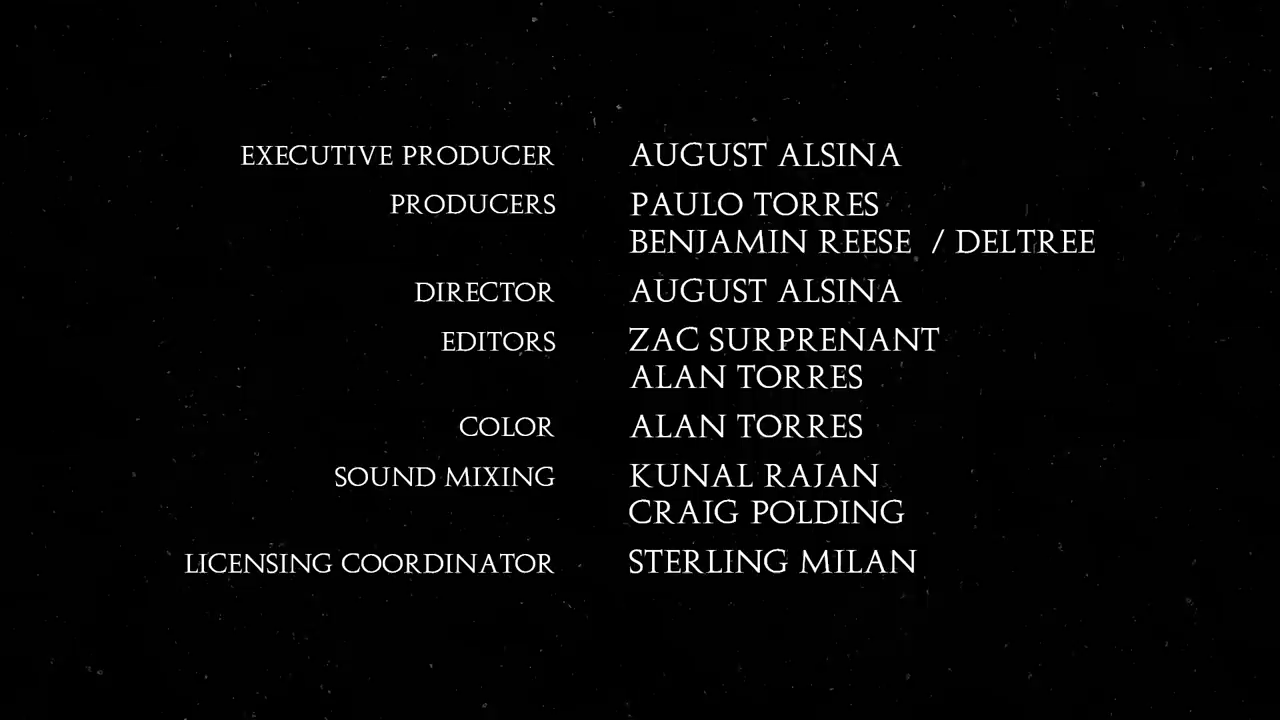 EXECUTIVE PRODUCER AUGUST ALSINA
PRODUCERS PAULO TORRES
BENJAMIN REESE / DELTREE
DIRECTOR AUGUST ALSINA
EDITORS ZAC SURPRENANT
ALAN TORRES
COLOR ALAN TORRES
SOUND MIXING KUNAL RAJAN
CRAIG POLDING
LICENSING COORDINATOR STERLING MILAN